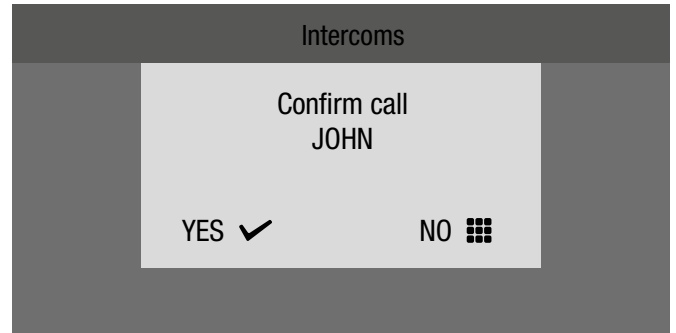 Intercoms
Confirm call
JOHN
YES NO